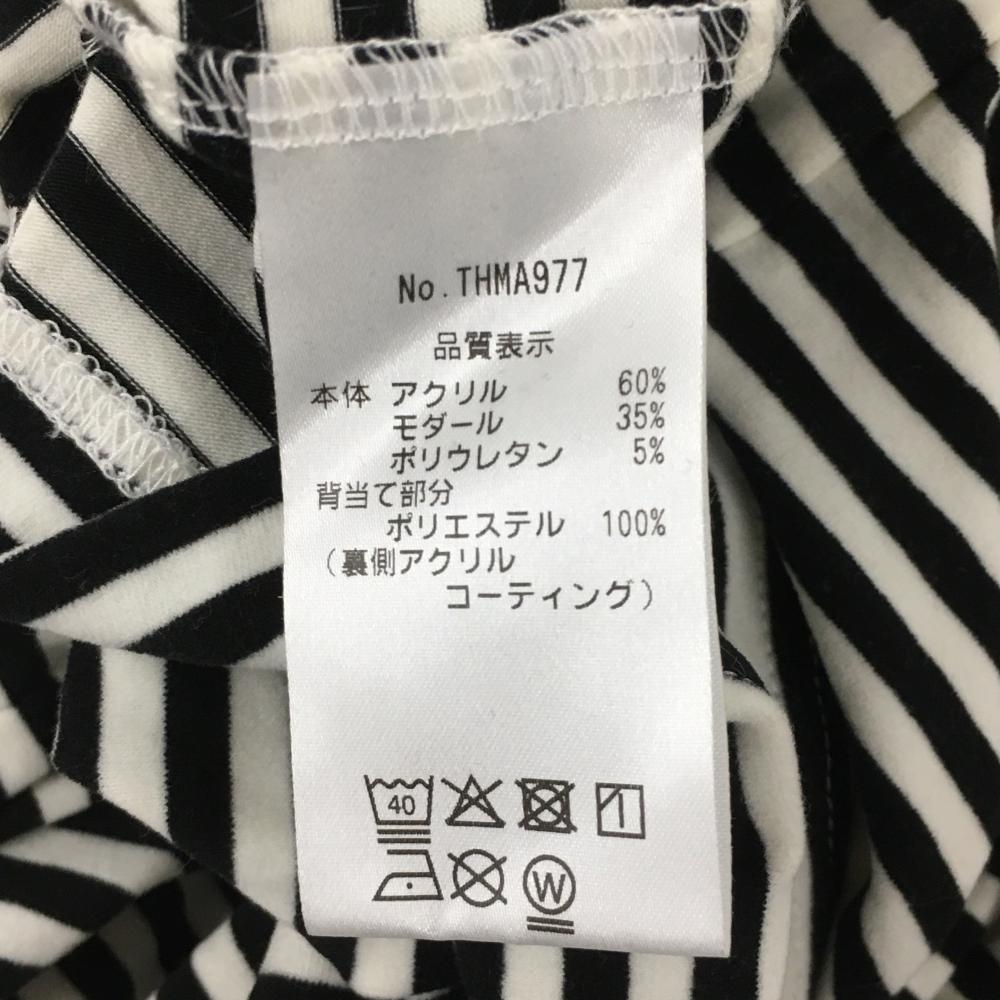 No.THMA977
品質表示
本体 アクリル 60%
モダール 35%
ポリウレタン 5%
背当て部分
ポリエステル 100%
(裏側アクリル
コーティング)
40
W